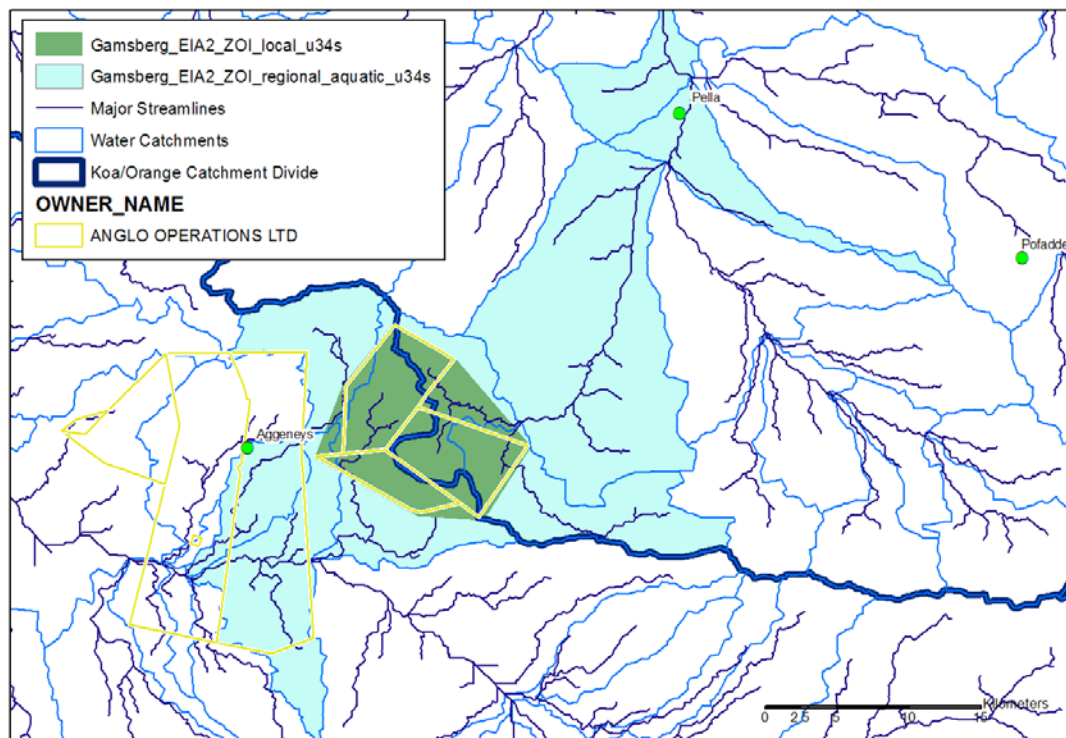 Gamsberg_EIA2_ZOI_local_u34s
Gamsberg_EIA2_ZOI_regional_aquatic_u34s
Major Streamlines
Water Catchments
Koa/Orange Catchment Divide
OWNER_NAME
ANGLO OPERATIONS LTD
Pella
Pofadde
Aggeneys
Kilometers
0 2.5 5 10 15